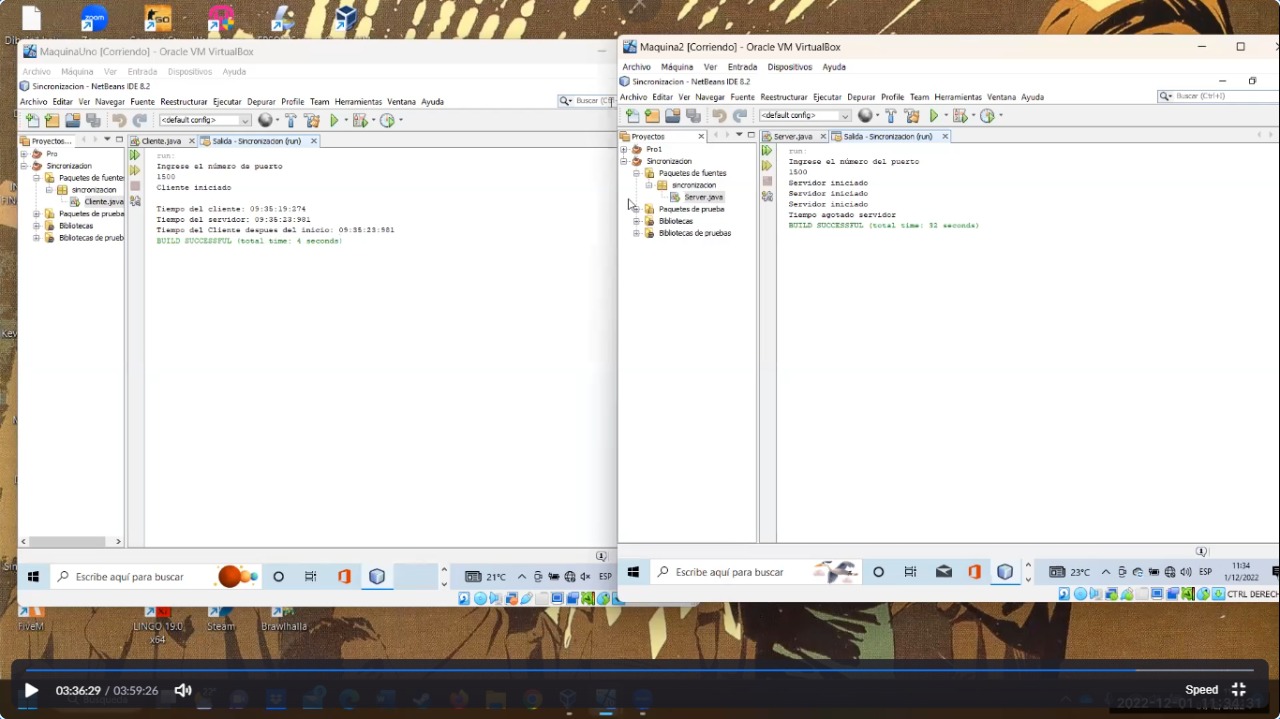 zoom
MaquinaUno [Corriendo] - Oracle VM VirtualBox
Archivo Máquina Ver Entrada Dispositivos Ayuda
Sincronizacion - NetBeans IDE 8.2
Archivo Editar Ver Navegar Fuente Reestructurar Ejecutar Depurar Profile Team Herramientas Ventana Ayuda
<default config>
Proyectos...
Cliente.java
Salida - Sincronizacion (run)
Pro
Sincronizacion
Paquetes de fuentes
sincronizacion
Cliente.java
Paquetes de prueba
Bibliotecas
Bibliotecas de prueb
run:
Ingrese el número de puerto
1500
Cliente iniciado
Tiempo del cliente: 09:35:19:274
Tiempo del servidor: 09:35:23:981
Tiempo del Cliente despues del inicio: 09:35:23:981
BUILD SUCCESSFUL (total time: 4 seconds)
Escribe aquí para buscar
21°C
ESP
Maquina2 [Corriendo] - Oracle VM VirtualBox
Archivo Máquina Ver Entrada Dispositivos Ayuda
Sincronizacion - NetBeans IDE 8.2
Archivo Editar Ver Navegar Fuente Reestructurar Ejecutar Depurar Profile Team Herramientas Ventana Ayuda
Buscar (Ctrl+I)
<default config>
Proyectos
Server.java
Salida - Sincronizacion (run)
Pro1
Sincronizacion
Paquetes de fuentes
sincronizacion
Server.java
Paquetes de prueba
Bibliotecas
Bibliotecas de pruebas
run:
Ingrese el número del puerto
1500
Servidor iniciado
Servidor iniciado
Servidor iniciado
Tiempo agotado servidor
BUILD SUCCESSFUL (total time: 32 seconds)
Escribe aquí para buscar
23°C
ESP
11:34
1/12/2022
CTRL DERECH
FiveM
LINGO 19.0 x64
Steam
Brawlhalla
03:36:29 / 03:59:26
Speed
2022-12-01 11:34:31